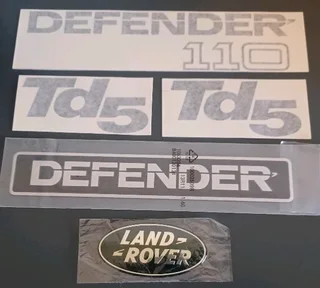 DEFENDER
110
Td5 Td5
DEFENDER
LAND-
-ROVER